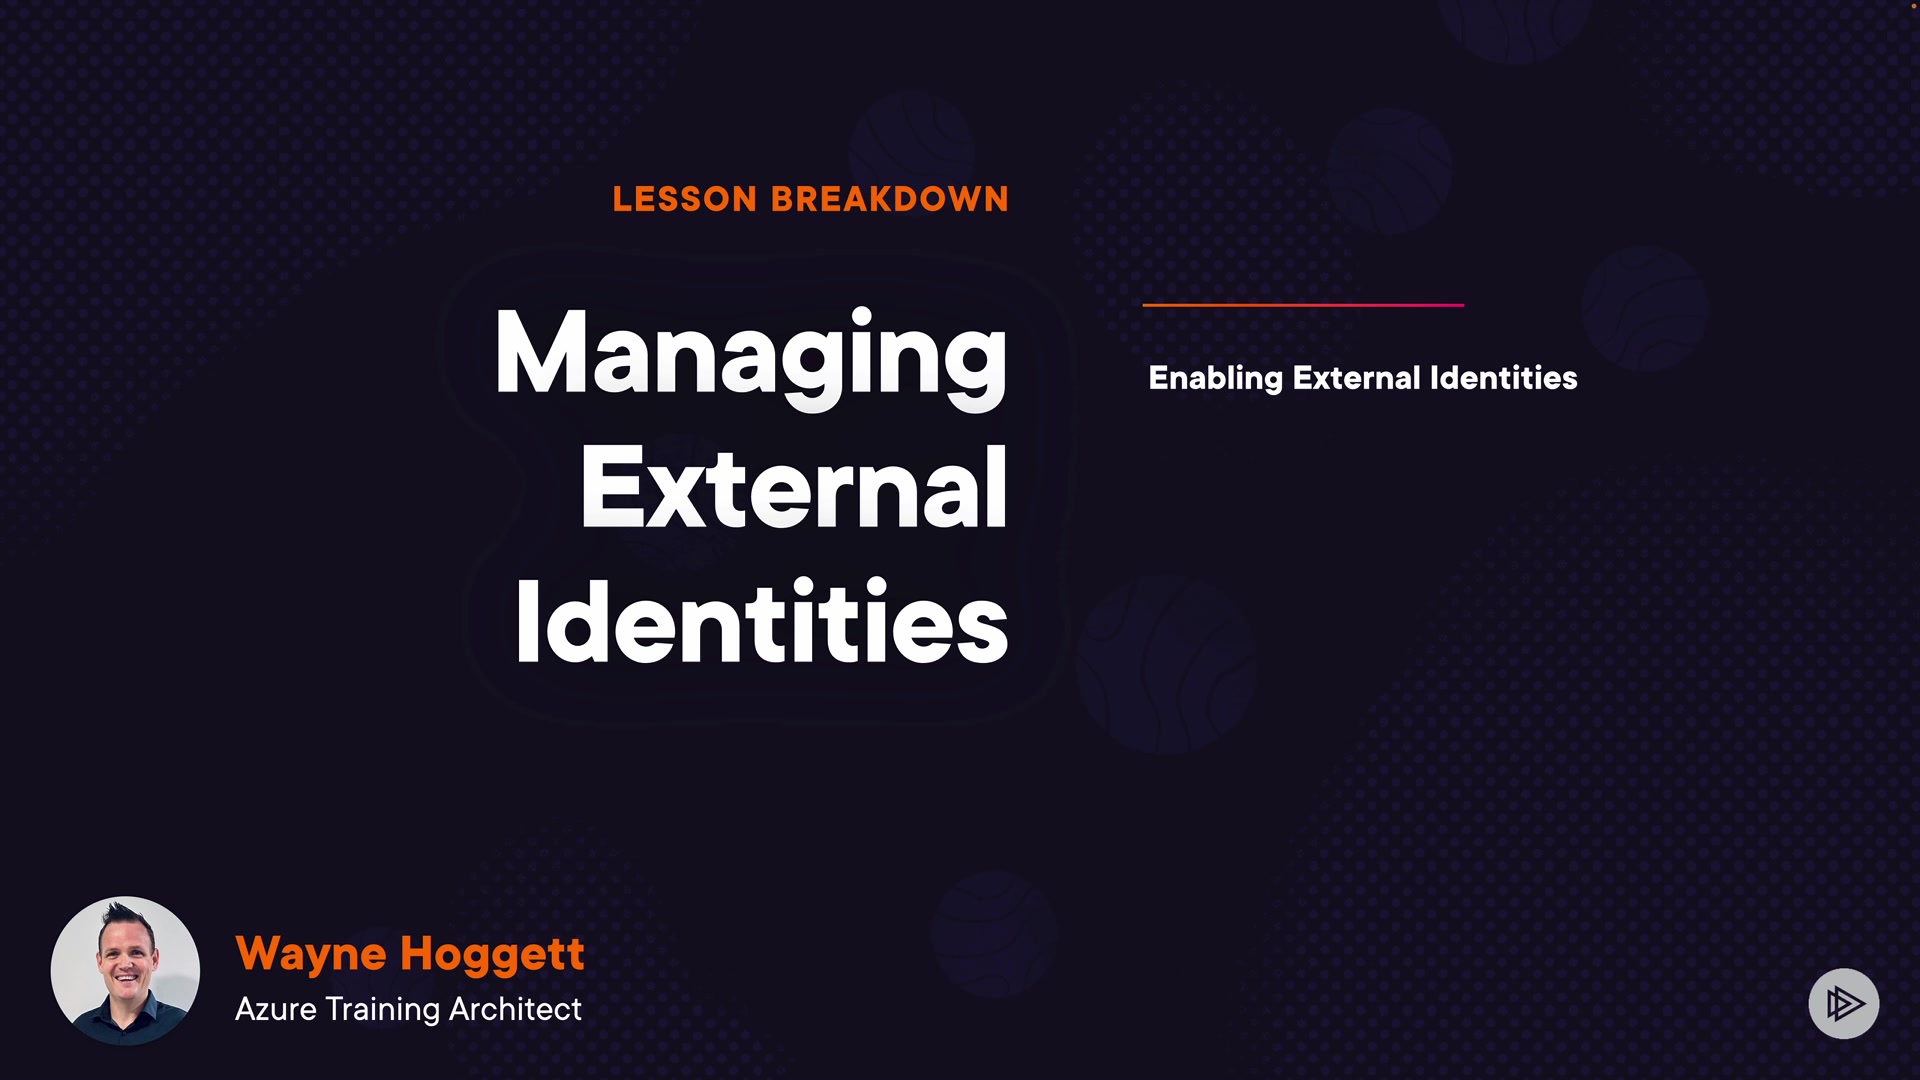 LESSON BREAKDOWN
Managing
External
Identities
Enabling External Identities
Wayne Hoggett
Azure Training Architect